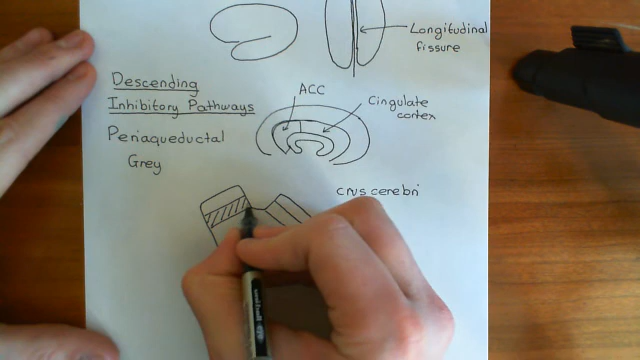 Longitudinal
fissure
Descending
Inhibitory Pathways
Periaqueductal
Grey
ACC
Cingulate
cortex
crus cerebri